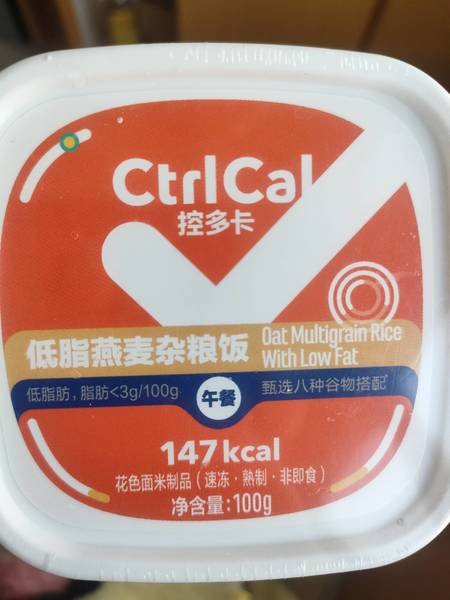 CtrlCal
控多卡
低脂燕麦杂粮饭
Oat Multigrain Rice
With Low Fat
低脂肪，脂肪<3g/100g
午餐
甄选八种谷物搭配
147kcal
花色面米制品（速冻·熟制·非即食）
净含量:100g